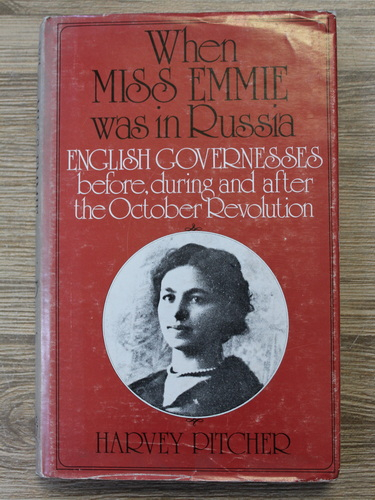 When
MISS EMMIE
was in Russia
ENGLISH GOVERNESSES
before, during and after
the October Revolution
HARVEY PITCHER